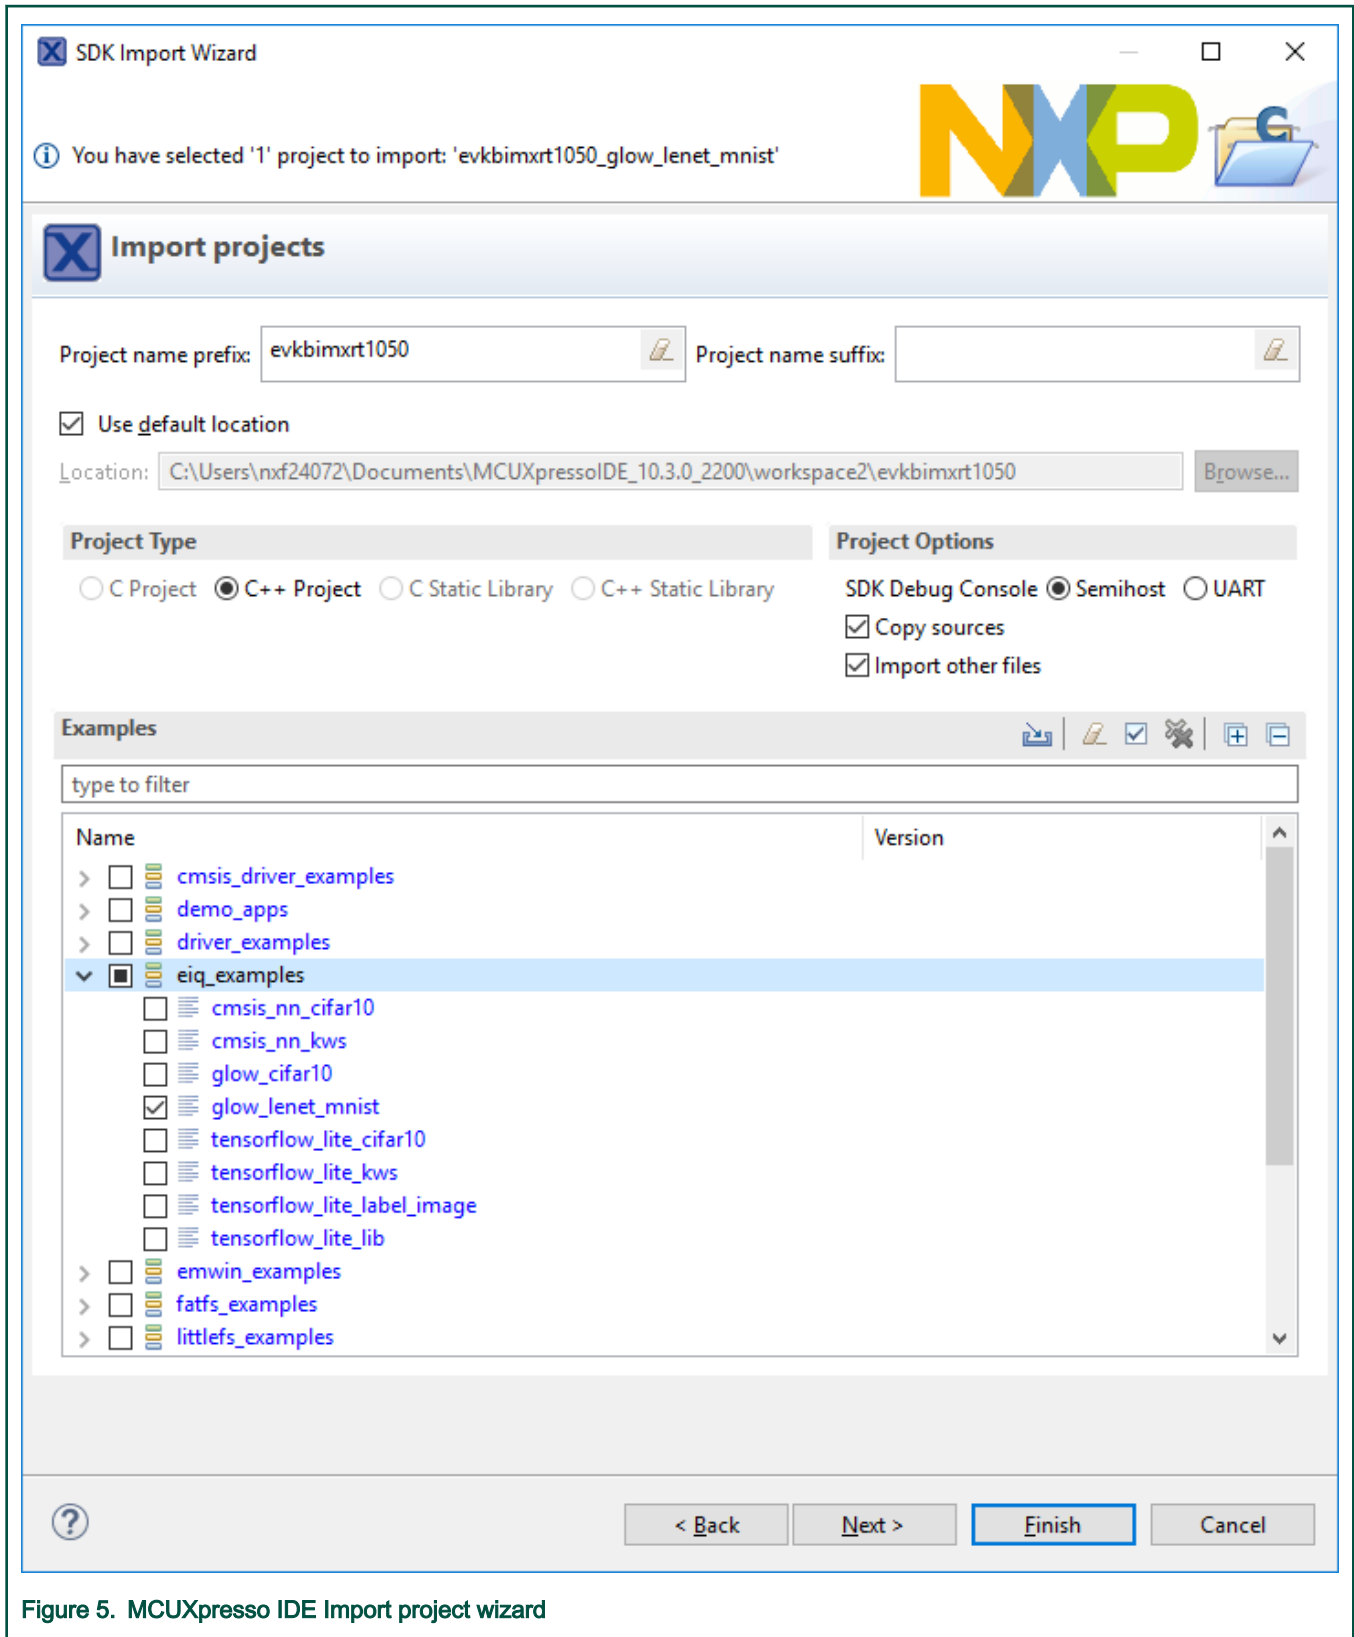 SDK Import Wizard
You have selected '1' project to import: 'evkbimxrt1050_glow_lenet_mnist'
NXP
C
Import projects
Project name prefix: evkbimxrt1050 Project name suffix:
Use default location
Location: C:\Users\nxf24072\Documents\MCUXpressoIDE_10.3.0_2200\workspace2\evkbimxrt1050 Browse...
Project Type Project Options
C Project C++ Project C Static Library C++ Static Library SDK Debug Console Semihost UART
Copy sources
Import other files
Examples
type to filter
Name Version
cmsis_driver_examples
demo_apps
driver_examples
eiq_examples
cmsis_nn_cifar10
cmsis_nn_kws
glow_cifar10
glow_lenet_mnist
tensorflow_lite_cifar10
tensorflow_lite_kws
tensorflow_lite_label_image
tensorflow_lite_lib
emwin_examples
fatfs_examples
littlefs_examples
< Back Next > Finish Cancel
Figure 5. MCUXpresso IDE Import project wizard